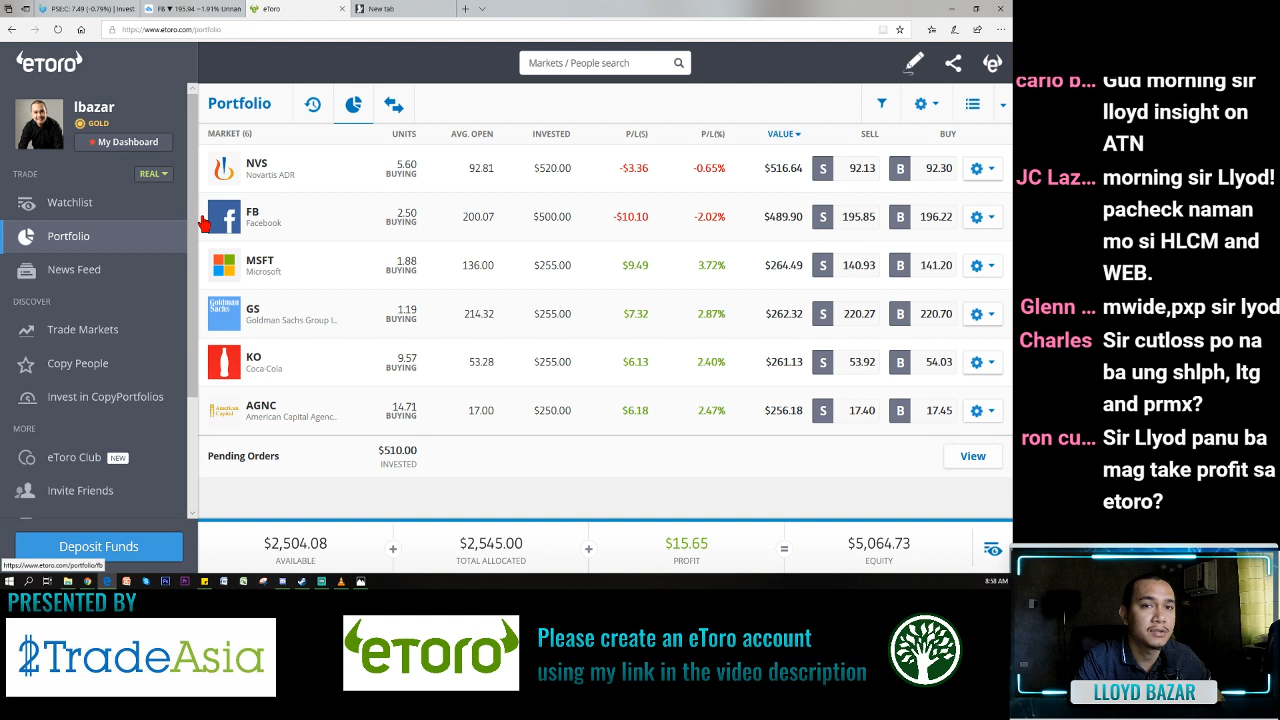 PSE:C: 7.49 (-0.79%) | Invest
FB ▼ 195.94 −1.91% Unnan
eToro
New tab
https://www.etoro.com/portfolio
eToro
Markets / People search
lbazar
GOLD
My Dashboard
TRADE
REAL
Watchlist
Portfolio
News Feed
DISCOVER
Trade Markets
Copy People
Invest in CopyPortfolios
MORE
eToro Club NEW
Invite Friends
Deposit Funds
https://www.etoro.com/portfolio/fb
Portfolio
MARKET (6) UNITS AVG. OPEN INVESTED P/L($) P/L(%) VALUE SELL BUY
NVS 5.60 92.81 $520.00 -$3.36 -0.65% $516.64 S 92.13 B 92.30
Novartis ADR BUYING
FB 2.50 200.07 $500.00 -$10.10 -2.02% $489.90 S 195.85 B 196.22
Facebook BUYING
MSFT 1.88 136.00 $255.00 $9.49 3.72% $264.49 S 140.93 B 141.20
Microsoft BUYING
Goldman Sachs
GS 1.19 214.32 $255.00 $7.32 2.87% $262.32 S 220.27 B 220.70
Goldman Sachs Group I... BUYING
KO 9.57 53.28 $255.00 $6.13 2.40% $261.13 S 53.92 B 54.03
Coca-Cola BUYING
American Capital
AGNC 14.71 17.00 $250.00 $6.18 2.47% $256.18 S 17.40 B 17.45
American Capital Agenc... BUYING
Pending Orders $510.00 View
INVESTED
$2,504.08 + $2,545.00 + $15.65 = $5,064.73
AVAILABLE TOTAL ALLOCATED PROFIT EQUITY
8:58 AM
carlo b... Gud morning sir
lloyd insight on
ATN
JC Laz... morning sir Llyod!
pacheck naman
mo si HLCM and
WEB.
Glenn ... mwide,pxp sir lyod
Charles Sir cutloss po na
ba ung shlph, ltg
and prmx?
ron cu... Sir Llyod panu ba
mag take profit sa
etoro?
PRESENTED BY
2TradeAsia
eToro
Please create an eToro account
using my link in the video description
LLOYD BAZAR